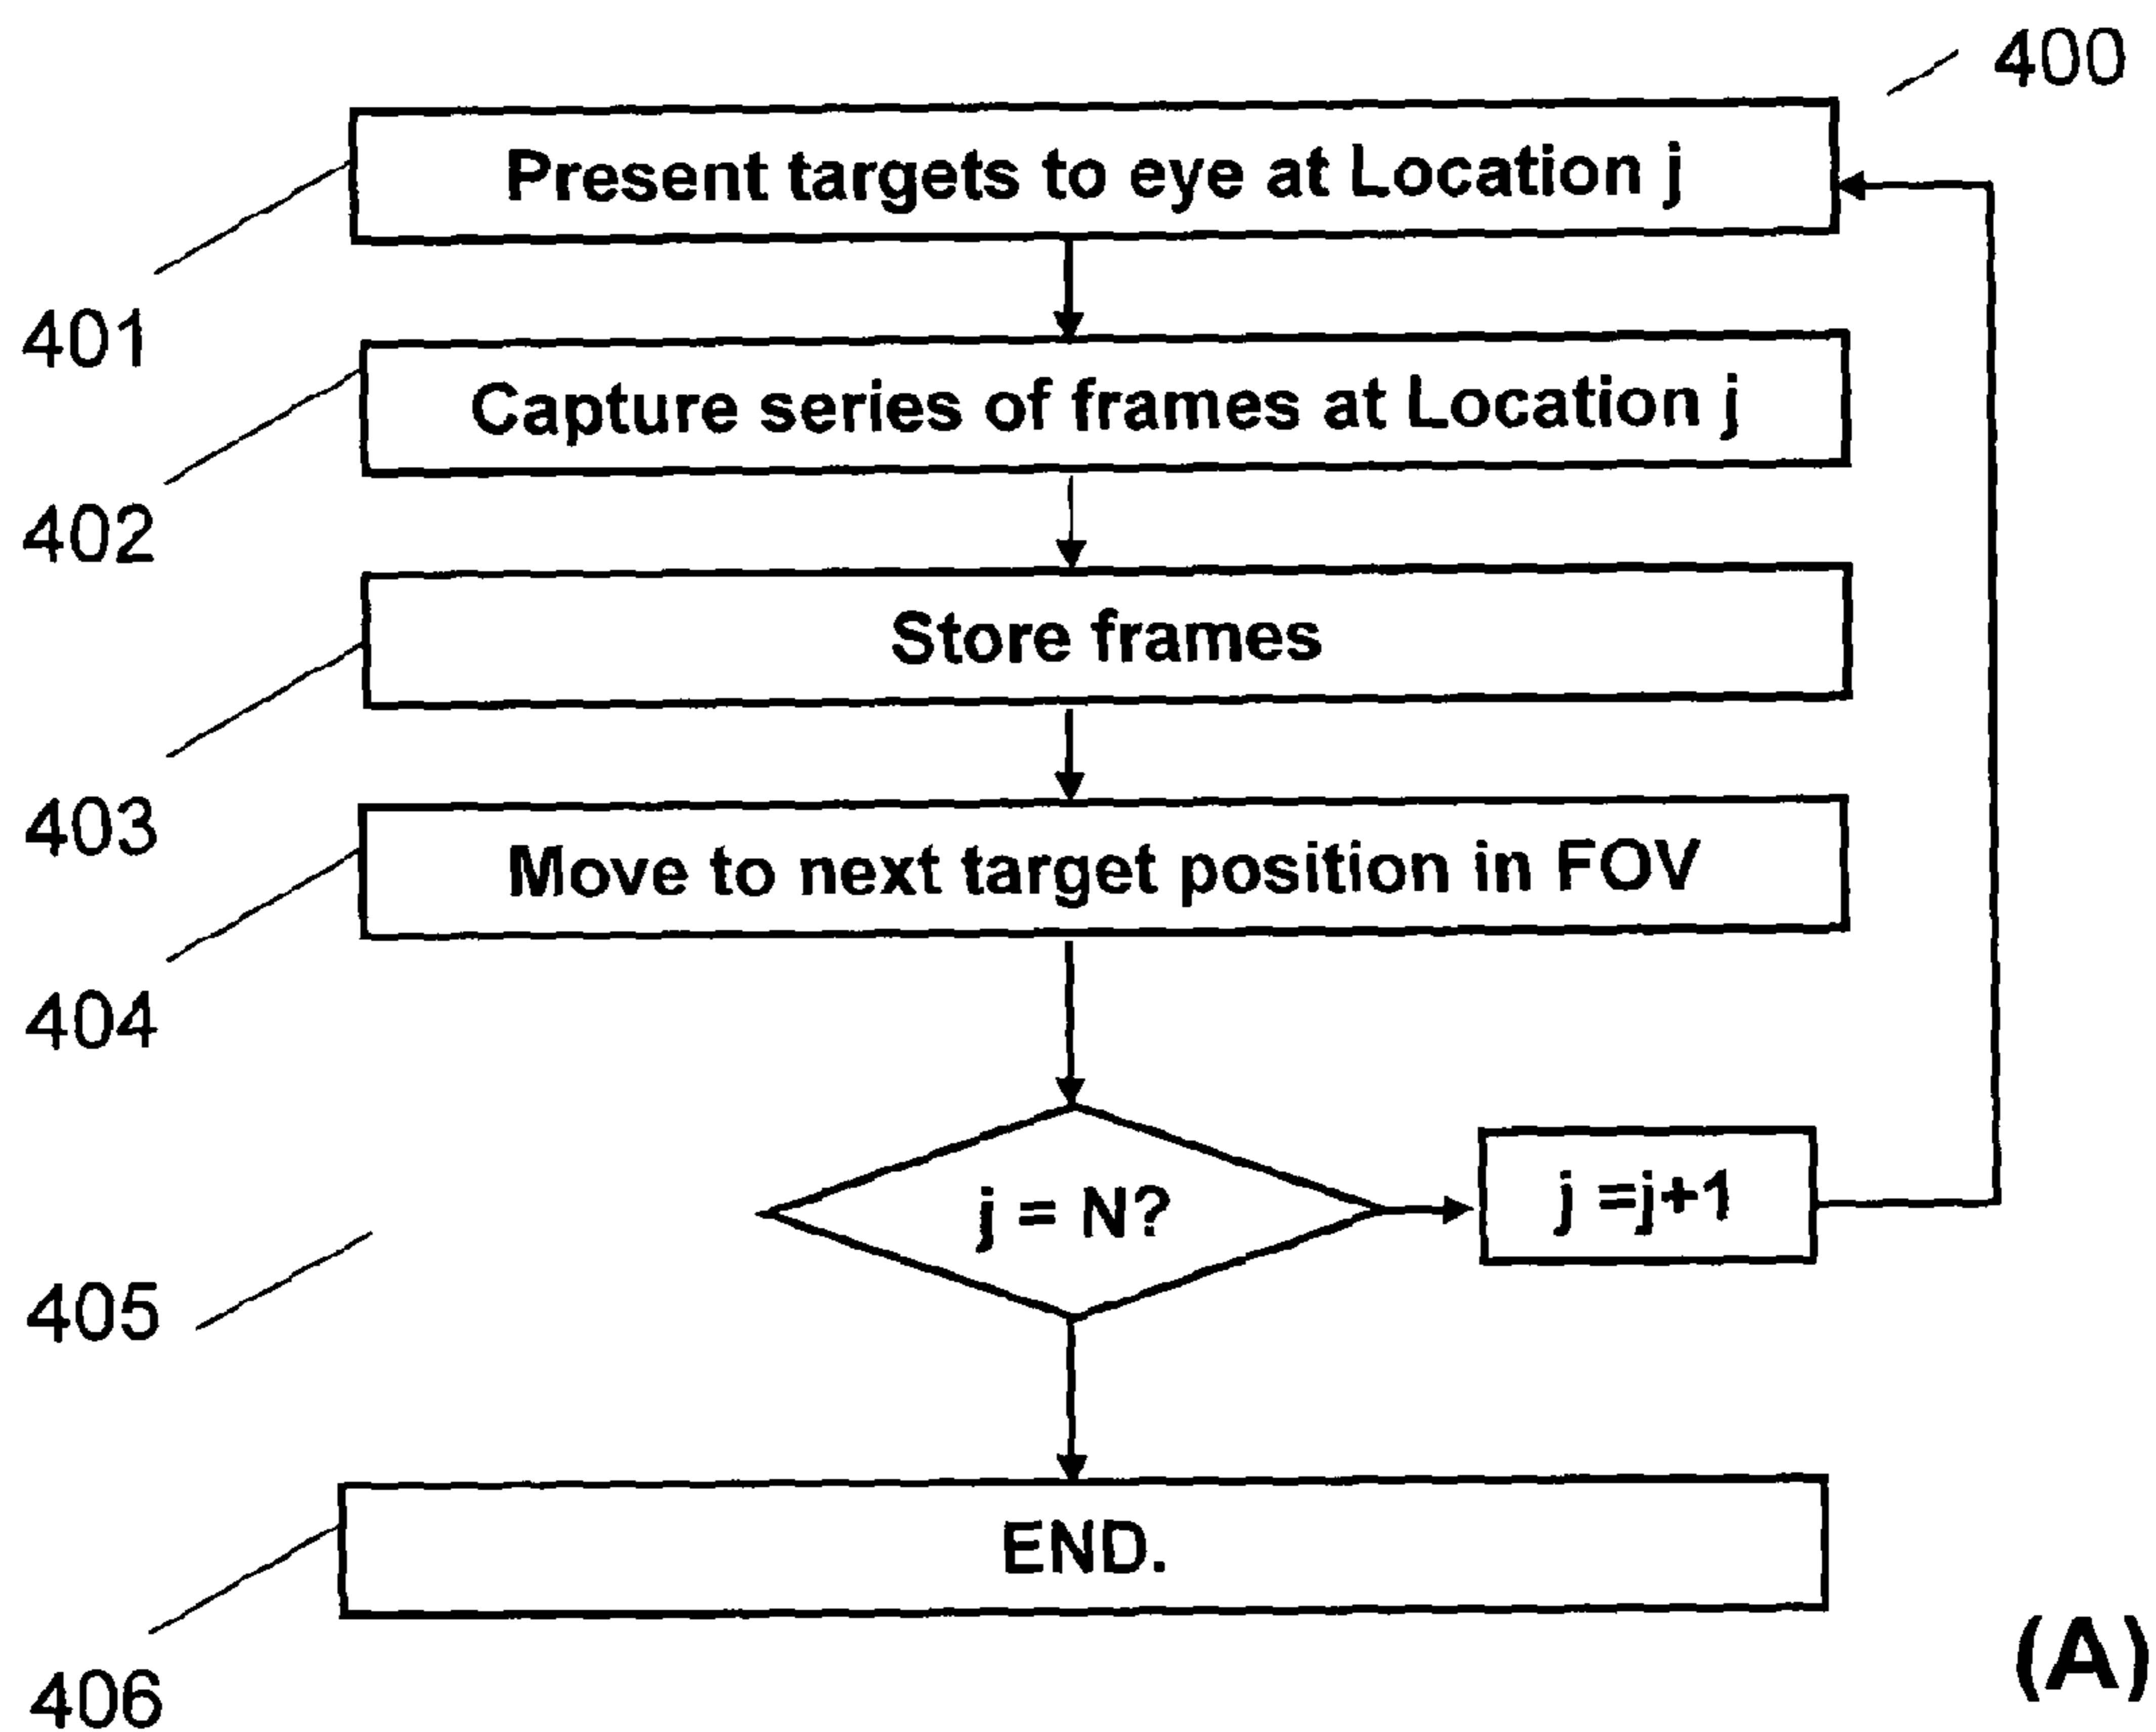 400
Present targets to eye at Location j
401
Capture series of frames at Location j
402
Store frames
403
Move to next target position in FOV
404
j = N?
j =j+1
405
END.
406
(A)